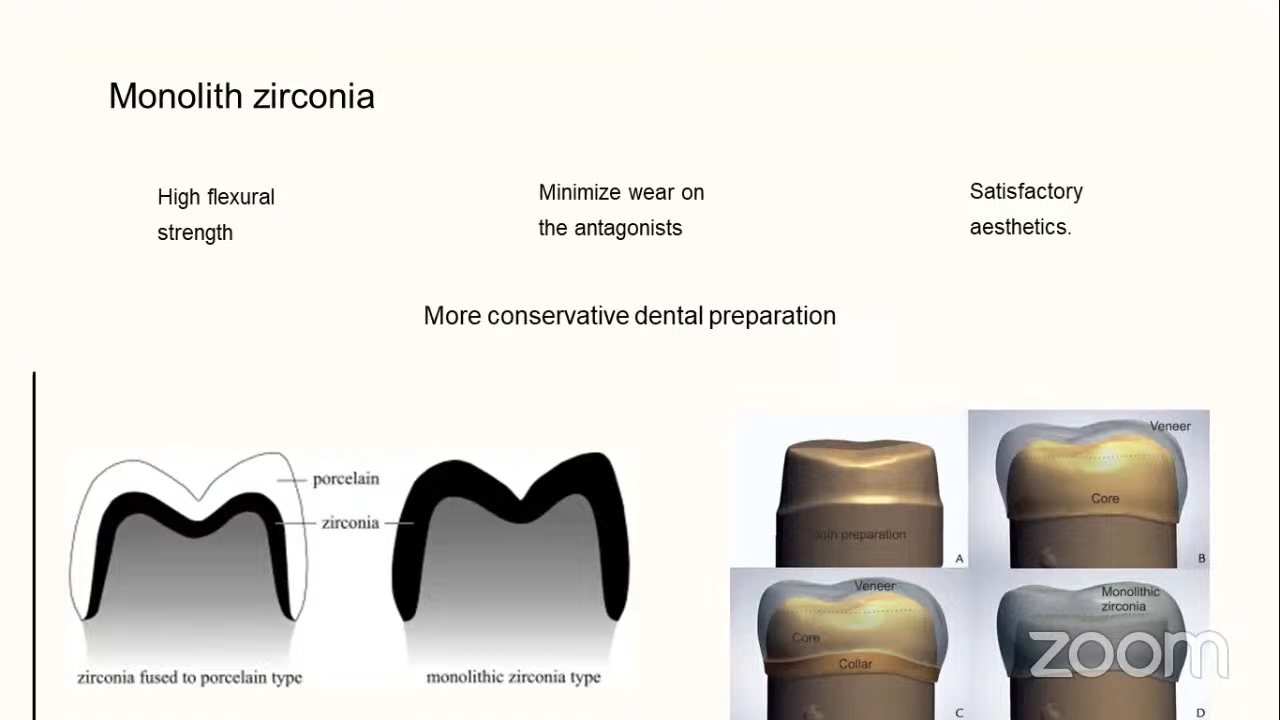 Monolith zirconia
High flexural
strength
Minimize wear on
the antagonists
Satisfactory
aesthetics.
More conservative dental preparation
porcelain
zirconia
zirconia fused to porcelain type
monolithic zirconia type
preparation
A
Veneer
Core
B
Veneer
Core
Collar
C
Monolithic
zirconia
D
zoom